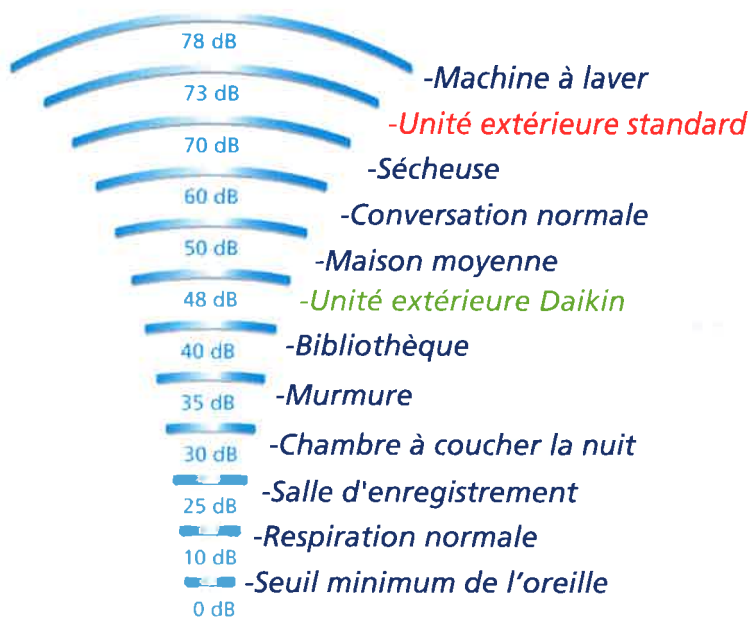 78 dB
-Machine à laver
73 dB
-Unité extérieure standard
70 dB
-Sécheuse
60 dB
-Conversation normale
50 dB
-Maison moyenne
48 dB
-Unité extérieure Daikin
40 dB
-Bibliothèque
35 dB
-Murmure
30 dB
-Chambre à coucher la nuit
25 dB
-Salle d'enregistrement
10 dB
-Respiration normale
0 dB
-Seuil minimum de l'oreille